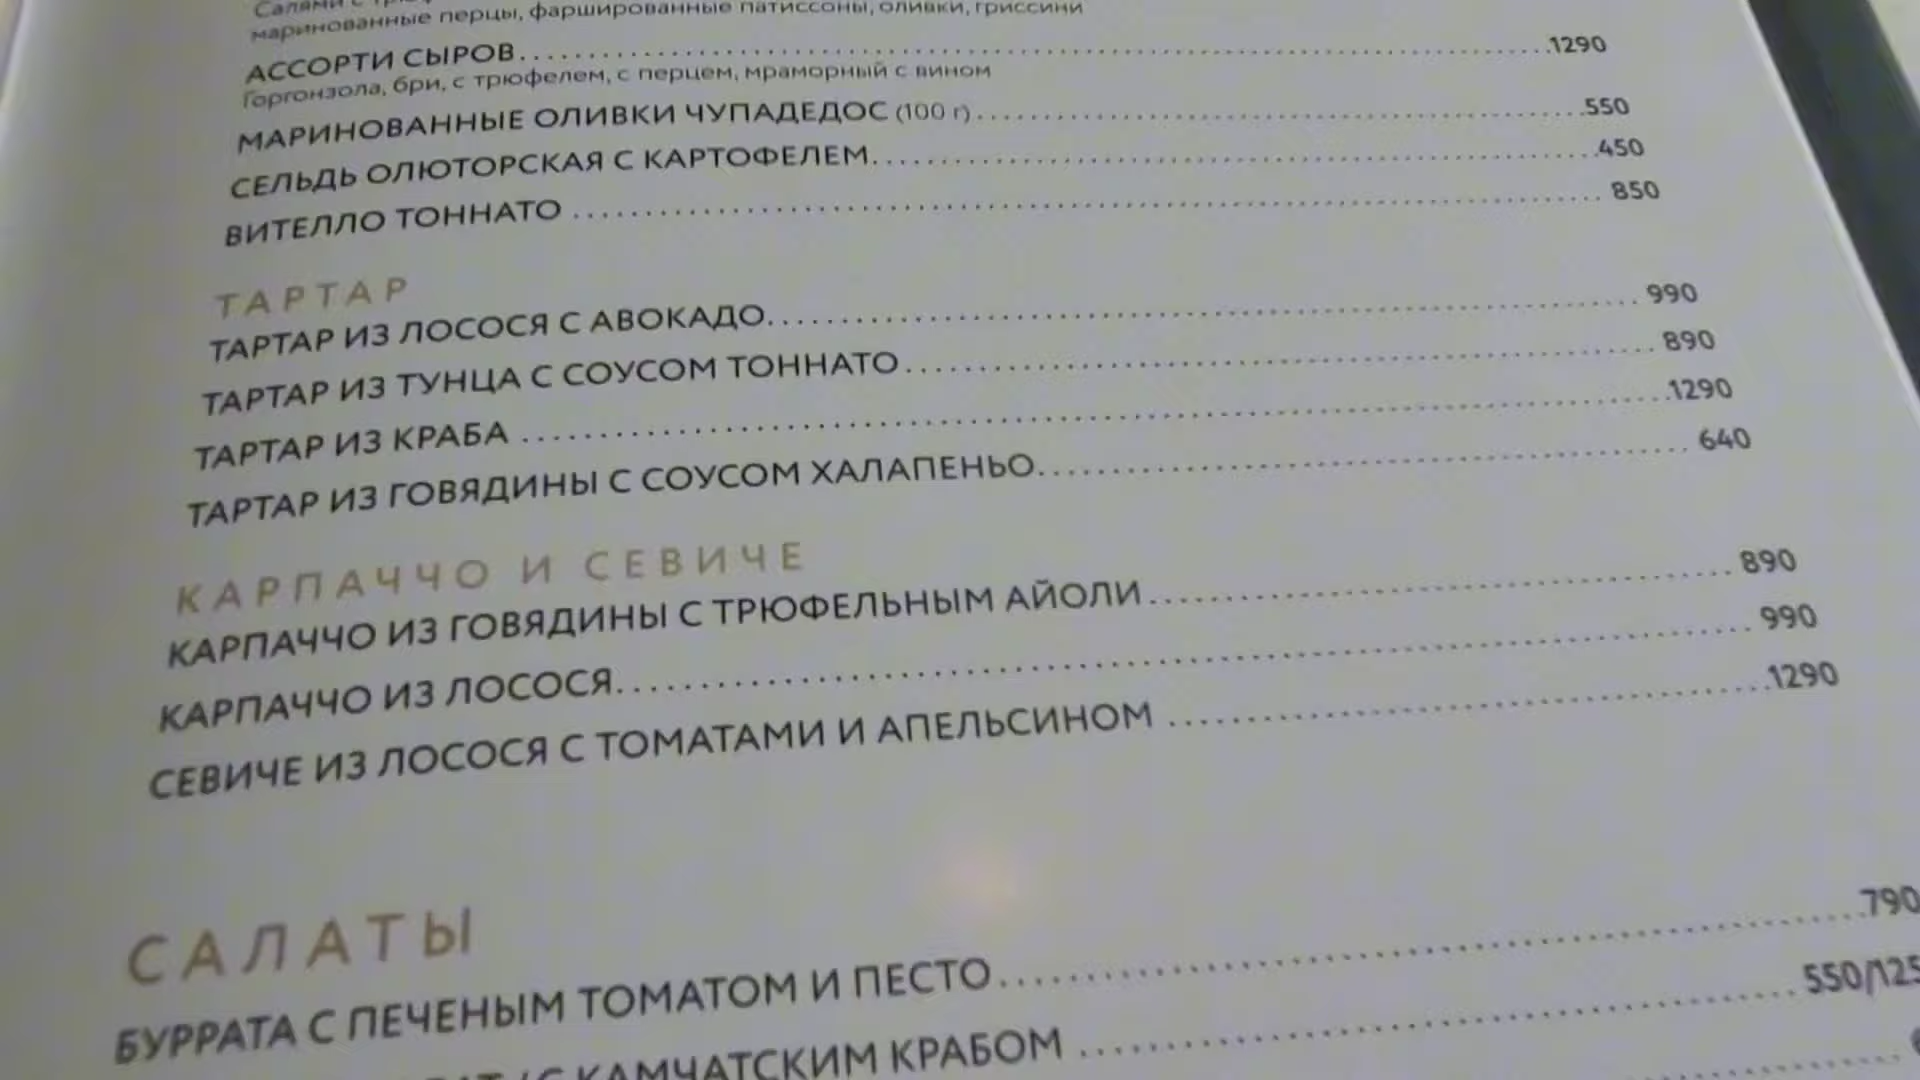 Салями с
маринованные перцы, фаршированные патиссоны, оливки, гриссини
АССОРТИ СЫРОВ 1290
Горгонзола, бри, с трюфелем, с перцем, мраморный с вином
МАРИНОВАННЫЕ ОЛИВКИ ЧУПАДЕДОС (100 г) 550
СЕЛЬДЬ ОЛЮТОРСКАЯ С КАРТОФЕЛЕМ 450
ВИТЕЛЛО ТОННАТО 850
ТАРТАР
ТАРТАР ИЗ ЛОСОСЯ С АВОКАДО 990
ТАРТАР ИЗ ТУНЦА С СОУСОМ ТОННАТО 890
ТАРТАР ИЗ КРАБА 1290
ТАРТАР ИЗ ГОВЯДИНЫ С СОУСОМ ХАЛАПЕНЬО 640
КАРПАЧЧО И СЕВИЧЕ
КАРПАЧЧО ИЗ ГОВЯДИНЫ С ТРЮФЕЛЬНЫМ АЙОЛИ 890
КАРПАЧЧО ИЗ ЛОСОСЯ 990
СЕВИЧЕ ИЗ ЛОСОСЯ С ТОМАТАМИ И АПЕЛЬСИНОМ 1290
САЛАТЫ
БУРРАТА С ПЕЧЕНЫМ ТОМАТОМ И ПЕСТО 790
С КАМЧАТСКИМ КРАБОМ 550/125